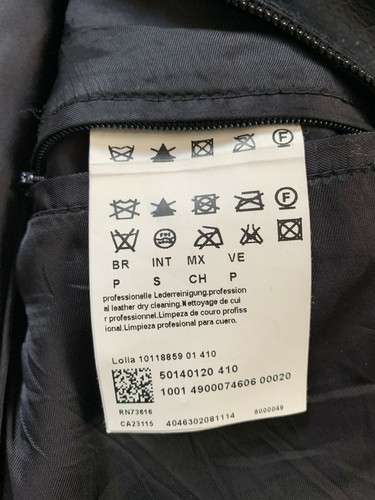 F
F
BR INT MX VE
P S CH P
professionelle Lederreinigung.profession
al leather dry cleaning.Nettoyage de cui
r professionnel.Limpeza de couro profiss
ional.Limpieza profesional para cuero.
Lolla 10118859 01 410
50140120 410
1001 4900074606 00020
RN73616
CA23115 4046302081114 6000049